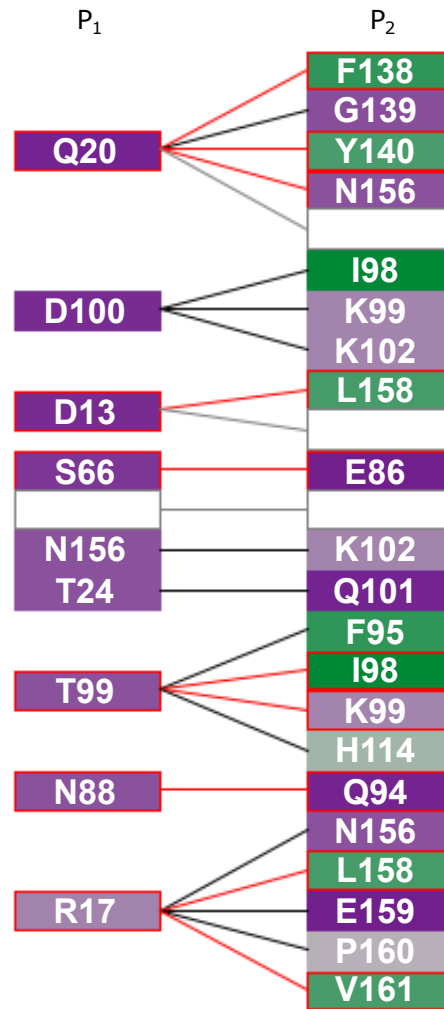 P₁ P₂
F138
G139
Q20
Y140
N156
I98
D100
K99
K102
L158
D13
S66 E86
N156 K102
T24 Q101
F95
I98
T99
K99
H114
N88 Q94
N156
L158
R17
E159
P160
V161